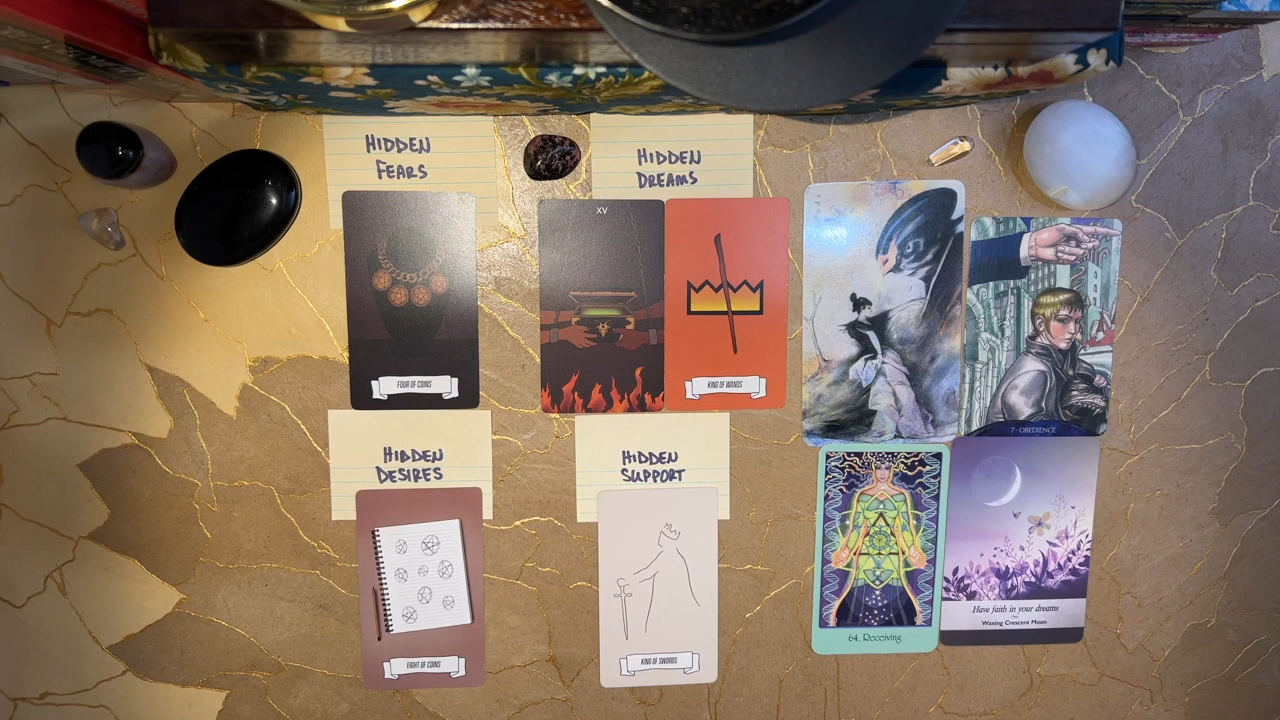 HIDDEN
FEARS
HIDDEN
DREAMS
XV
FOUR OF COINS
KING OF WANDS
7 - OBEDIENCE
HIDDEN
DESIRES
HIDDEN
SUPPORT
EIGHT OF COINS
KING OF SWORDS
64. Receiving
Have faith in your dreams
Waxing Crescent Moon